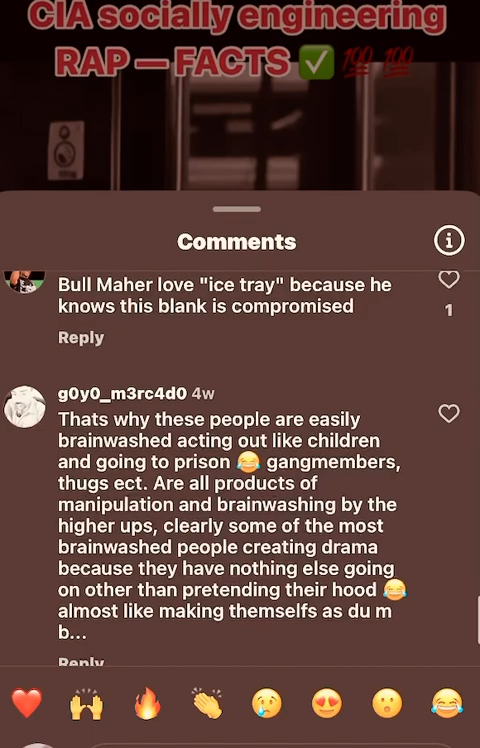 CIA socially engineering
RAP — FACTS ✅ 💯 💯
Comments
Bull Maher love "ice tray" because he
knows this blank is compromised
1
Reply
g0y0_m3rc4d0 4w
Thats why these people are easily
brainwashed acting out like children
and going to prison 😂 gangmembers,
thugs ect. Are all products of
manipulation and brainwashing by the
higher ups, clearly some of the most
brainwashed people creating drama
because they have nothing else going
on other than pretending their hood 😂
almost like making themselfs as du m
b...
Reply